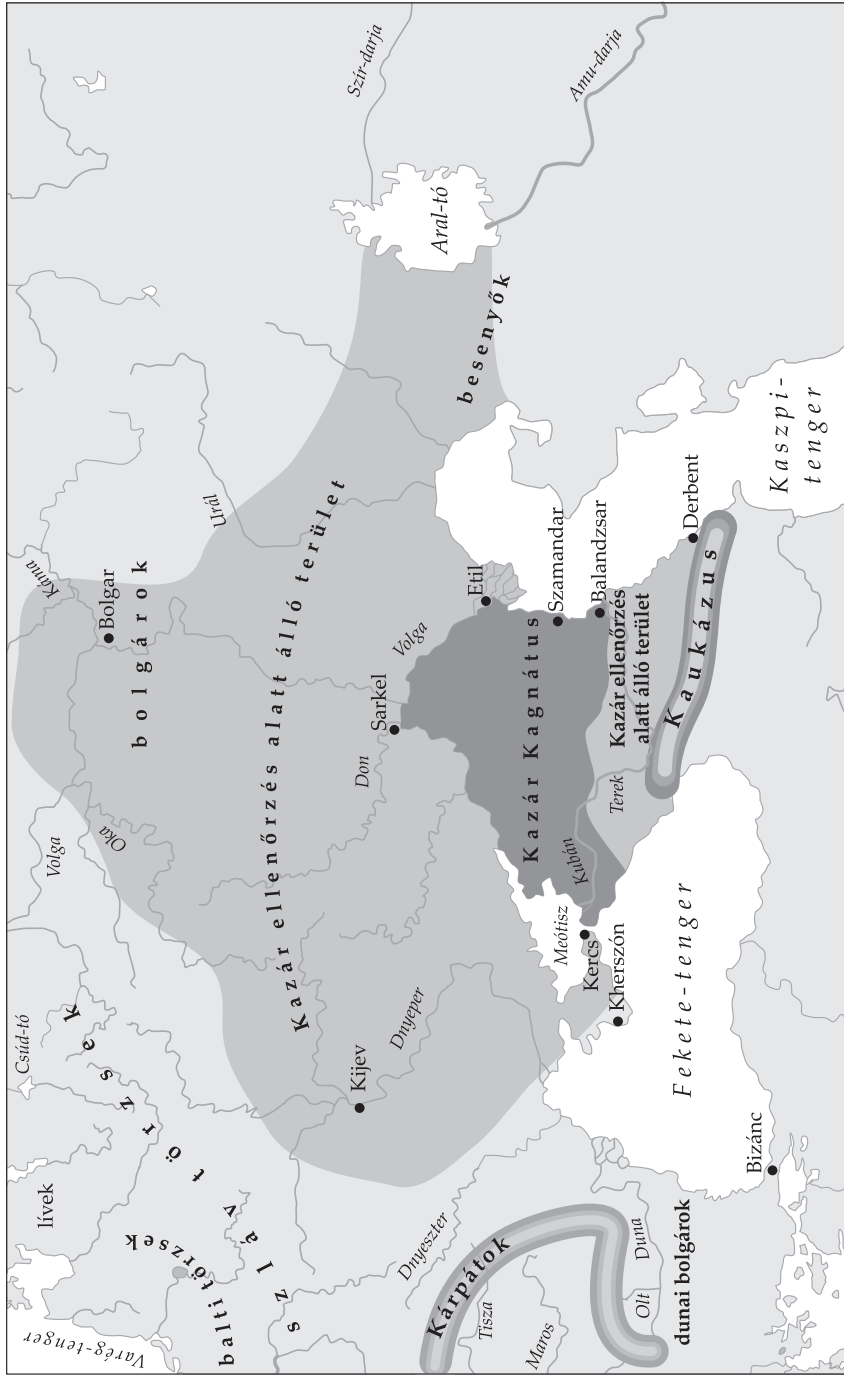 Szír-darja
Amu-darja
Aral-tó
besenyők
Kaszpi-
tenger
Urál
Káma
Bolgar
bolgárok
Kazár ellenőrzés alatt álló terület
Etil
Volga
Szamandar
Balandzsar
Derbent
Sarkel
Don
Kazár Kagnátus
Kazár ellenőrzés
alatt álló terület
Kaukázus
Terek
Kubán
Volga
Oka
Meótisz
Kercs
Kherszón
Fekete-tenger
Dnyeper
Kijev
Csúd-tó
szláv törzsek
lívek
balti törzsek
Varég-tenger
Dnyeszter
Kárpátok
Tisza
Maros
Olt
Duna
dunai bolgárok
Bizánc